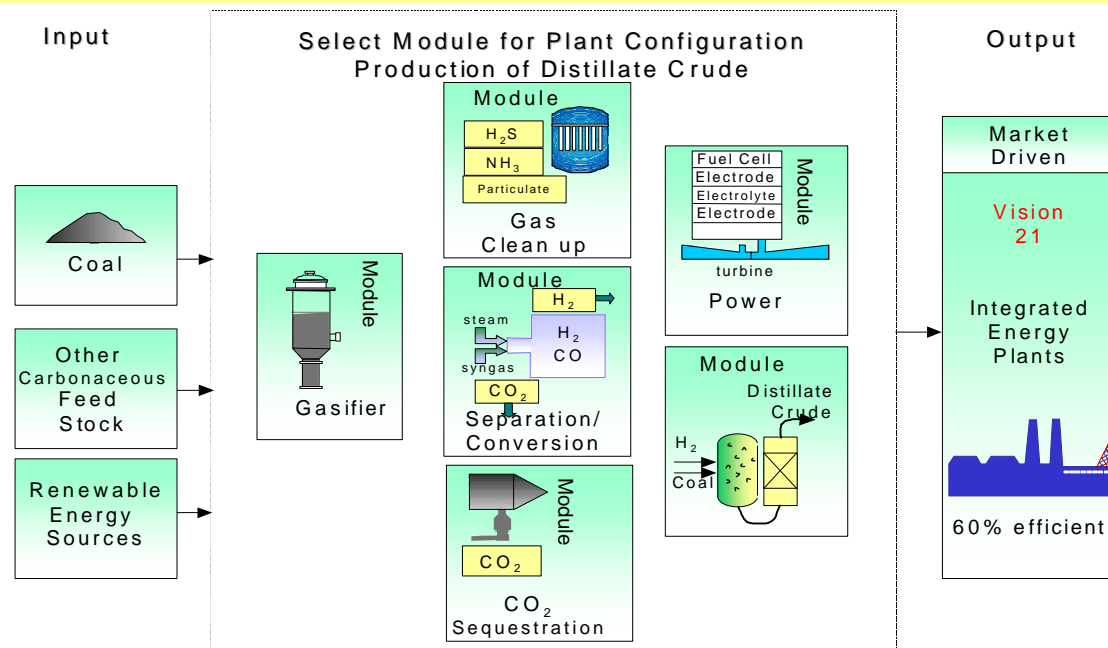 Input
Select Module for Plant Configuration
Production of Distillate Crude
Output
Coal
Other
Carbonaceous
Feed
Stock
Renewable
Energy
Sources
Module
Gasifier
Module
H₂S
NH₃
Particulate
Gas
Clean up
Module
H₂
steam
H₂
CO
syngas
CO₂
Separation/
Conversion
Module
CO₂
CO₂
Sequestration
Fuel Cell
Electrode
Electrolyte
Electrode
Module
turbine
Power
Module
Distillate
Crude
H₂
Coal
Market
Driven
Vision
21
Integrated
Energy
Plants
60% efficient